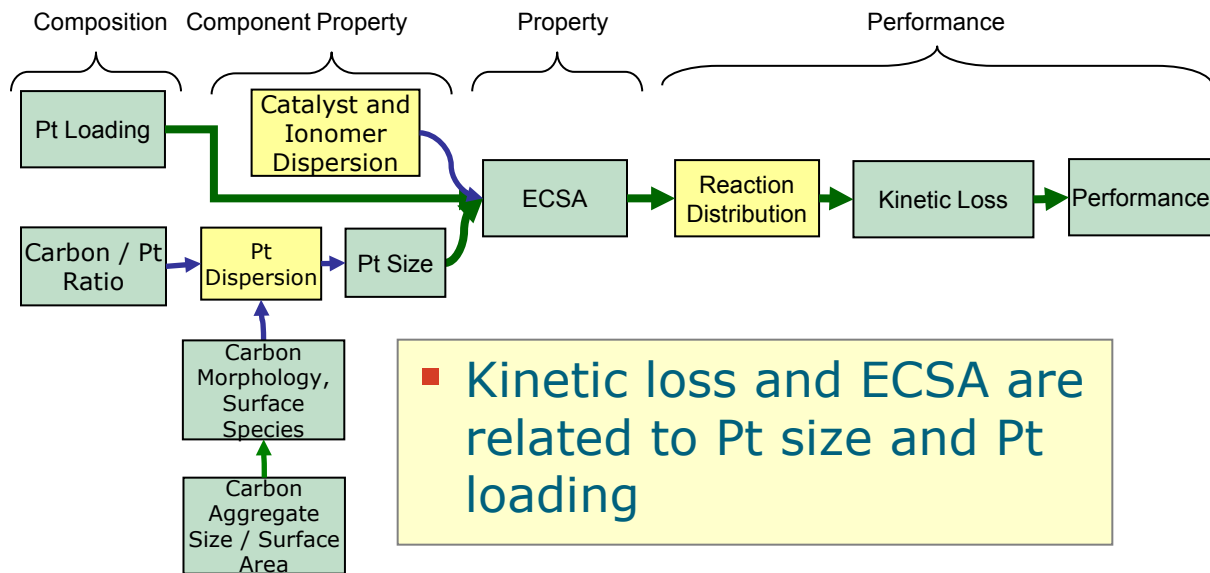 Composition
Component Property
Property
Performance
Pt Loading
Catalyst and
Ionomer
Dispersion
ECSA
Reaction
Distribution
Kinetic Loss
Performance
Carbon / Pt
Ratio
Pt
Dispersion
Pt Size
Carbon
Morphology,
Surface
Species
Carbon
Aggregate
Size / Surface
Area
▪ Kinetic loss and ECSA are
related to Pt size and Pt
loading